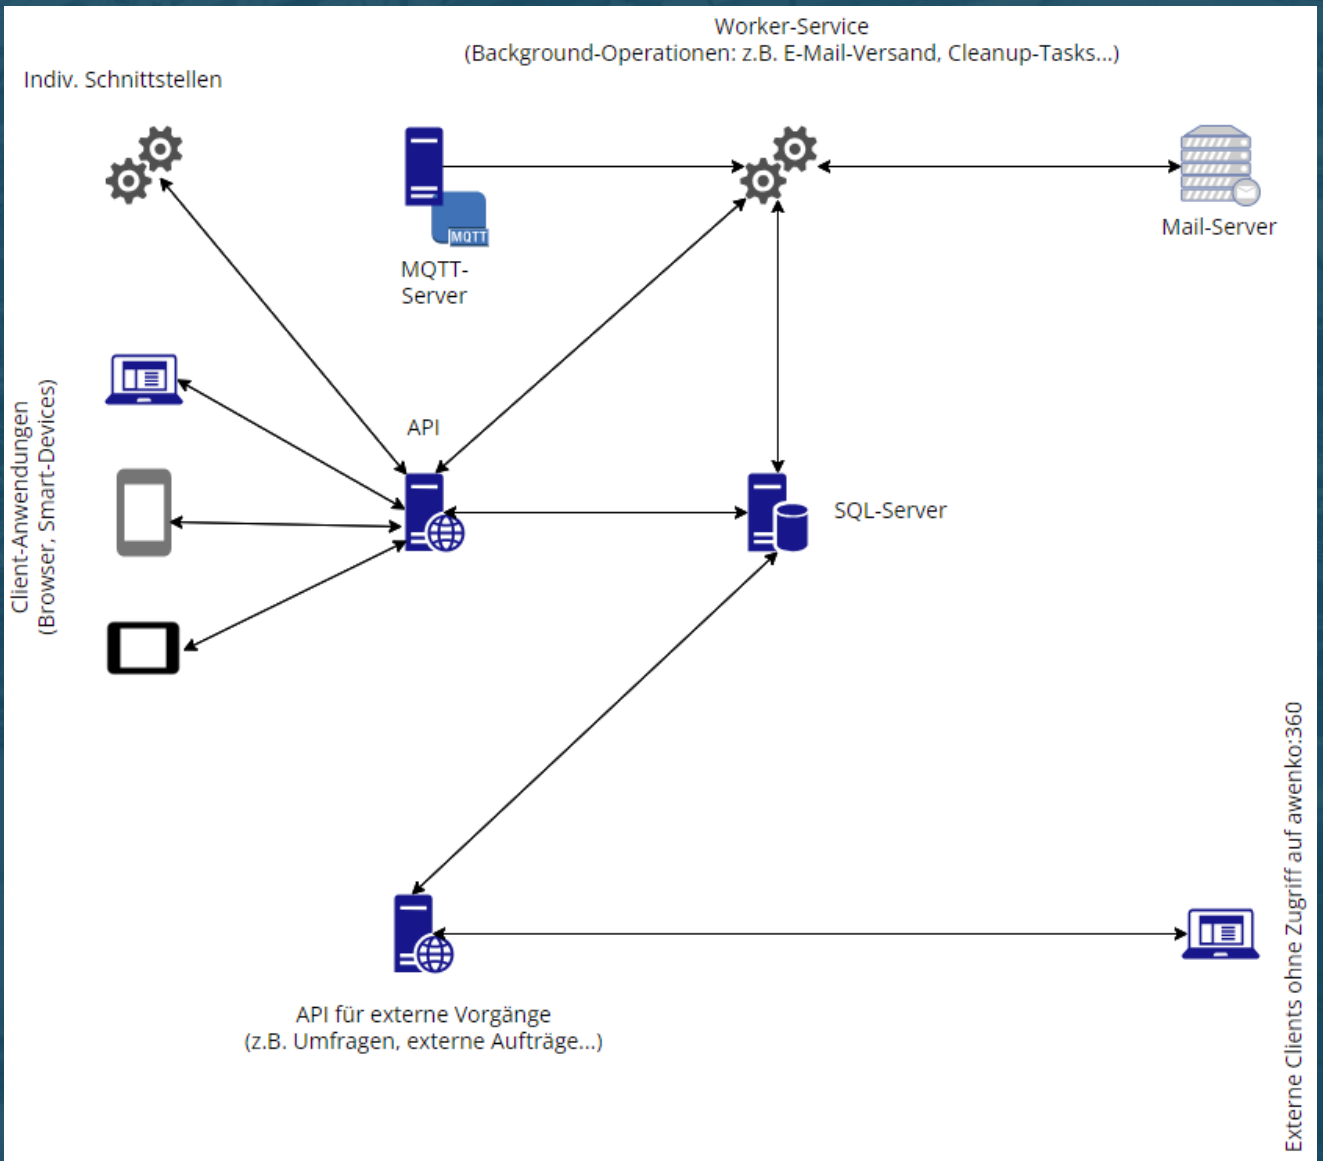 Worker-Service
(Background-Operationen: z.B. E-Mail-Versand, Cleanup-Tasks...)
Indiv. Schnittstellen
MQTT
MQTT-
Server
Mail-Server
Client-Anwendungen
(Browser, Smart-Devices)
API
SQL-Server
Externe Clients ohne Zugriff auf awenko:360
API für externe Vorgänge
(z.B. Umfragen, externe Aufträge...)